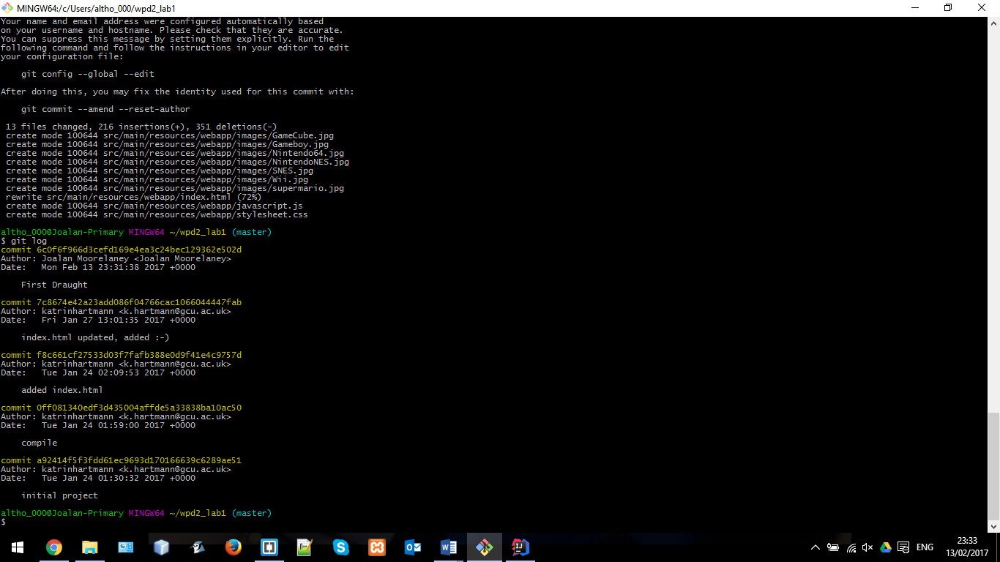 MINGW64:/c/Users/altho_000/wpd2_lab1
Your name and email address were configured automatically based
on your username and hostname. Please check that they are accurate.
You can suppress this message by setting them explicitly. Run the
following command and follow the instructions in your editor to edit
your configuration file:
git config --global --edit
After doing this, you may fix the identity used for this commit with:
git commit --amend --reset-author
13 files changed, 216 insertions(+), 351 deletions(-)
create mode 100644 src/main/resources/webapp/images/GameCube.jpg
create mode 100644 src/main/resources/webapp/images/Gameboy.jpg
create mode 100644 src/main/resources/webapp/images/Nintendo64.jpg
create mode 100644 src/main/resources/webapp/images/NintendoNES.jpg
create mode 100644 src/main/resources/webapp/images/SNES.jpg
create mode 100644 src/main/resources/webapp/images/Wii.jpg
create mode 100644 src/main/resources/webapp/images/supermario.jpg
rewrite src/main/resources/webapp/index.html (72%)
create mode 100644 src/main/resources/webapp/javascript.js
create mode 100644 src/main/resources/webapp/stylesheet.css
altho_000@Joalan-Primary MINGW64 ~/wpd2_lab1 (master)
$ git log
commit 6c0f6f966d3cefd169e4ea3c24bec129362e502d
Author: Joalan Moorelaney <Joalan Moorelaney>
Date:   Mon Feb 13 23:31:38 2017 +0000
First Draught
commit 7c8674e42a23add086f04766cac1066044447fab
Author: katrinhartmann <k.hartmann@gcu.ac.uk>
Date:   Fri Jan 27 13:01:35 2017 +0000
index.html updated, added :-)
commit f8c661cf27533d03f7fafb388e0d9f41e4c9757d
Author: katrinhartmann <k.hartmann@gcu.ac.uk>
Date:   Tue Jan 24 02:09:53 2017 +0000
added index.html
commit 0ff081340edf3d435004affde5a33838ba10ac50
Author: katrinhartmann <k.hartmann@gcu.ac.uk>
Date:   Tue Jan 24 01:59:00 2017 +0000
compile
commit a92414f5f3fdd61ec9693d170166639c6289ae51
Author: katrinhartmann <k.hartmann@gcu.ac.uk>
Date:   Tue Jan 24 01:30:32 2017 +0000
initial project
altho_000@Joalan-Primary MINGW64 ~/wpd2_lab1 (master)
$
ENG
23:33
13/02/2017